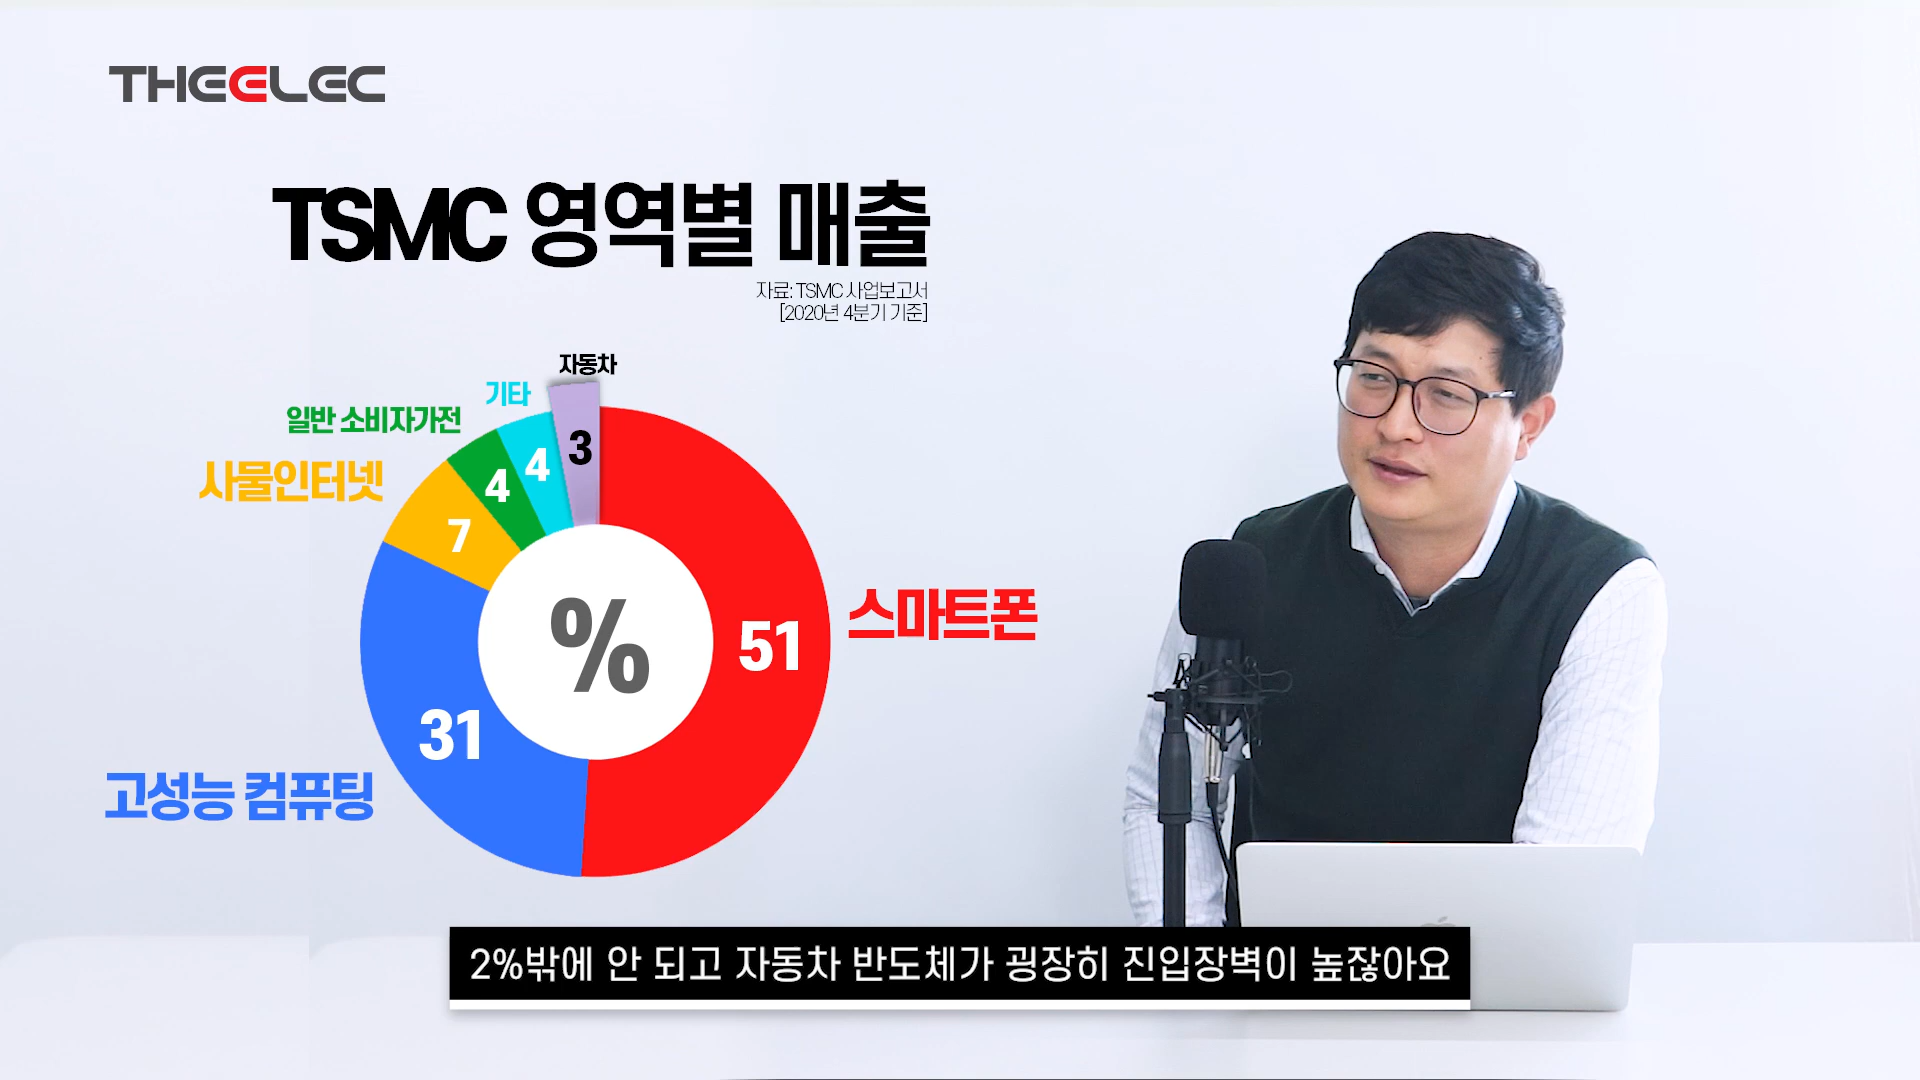 THEELEC
TSMC 영역별 매출
자료: TSMC 사업보고서
[2020년 4분기 기준]
자동차
기타
일반 소비자가전
사물인터넷
3
4
4
7
%
51
스마트폰
31
고성능 컴퓨팅
2%밖에 안 되고 자동차 반도체가 굉장히 진입장벽이 높잖아요